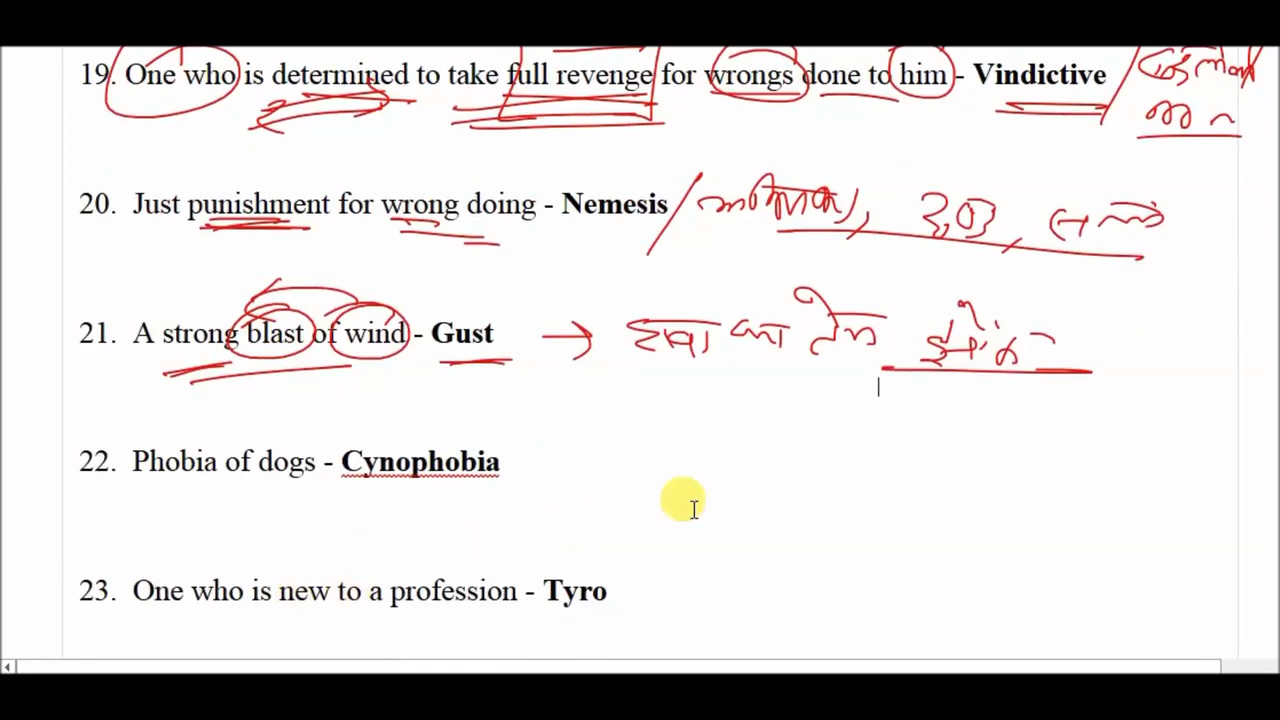 19. One who is determined to take full revenge for wrongs done to him - Vindictive /
20. Just punishment for wrong doing - Nemesis /
21. A strong blast of wind - Gust → हवा का तेज
22. Phobia of dogs - Cynophobia
23. One who is new to a profession - Tyro